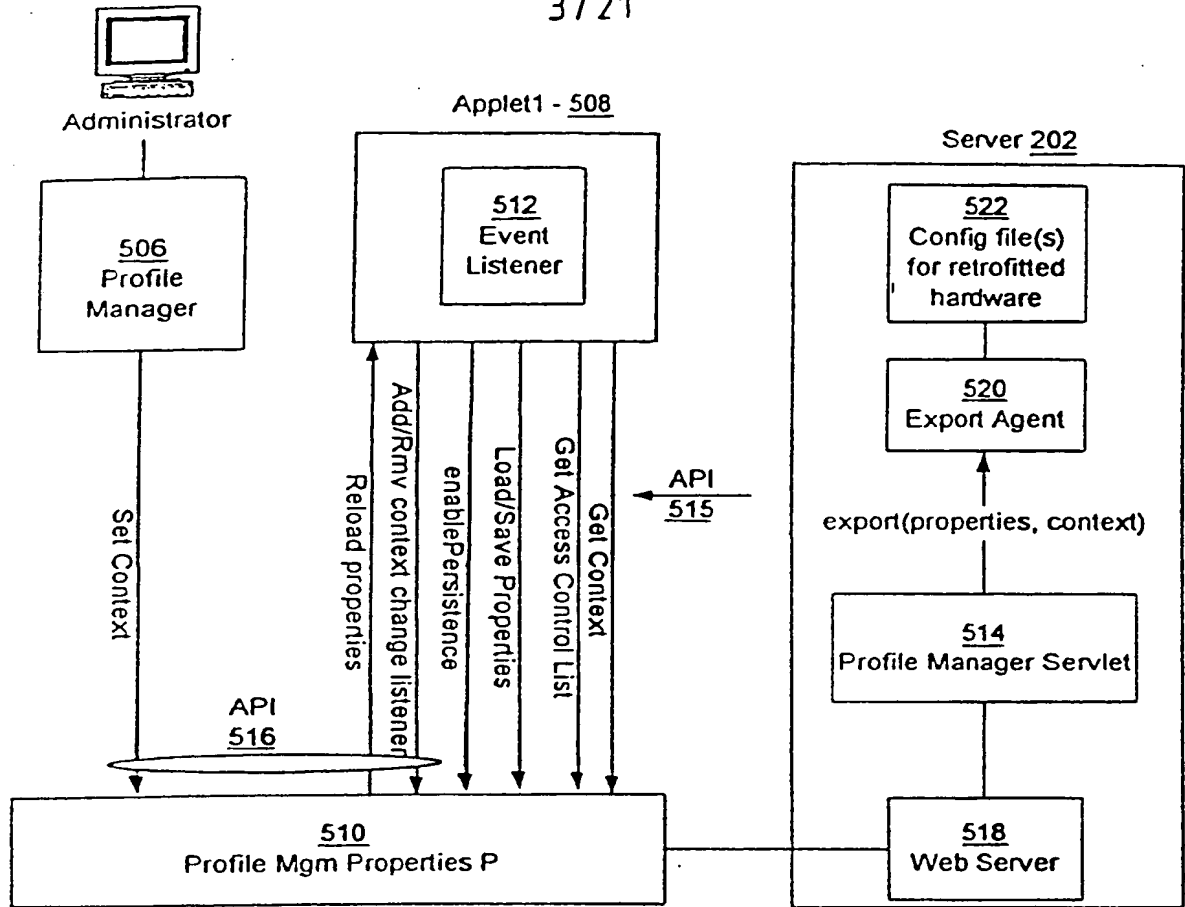 3/21
Administrator
Applet1 - 508
Server 202
506
Profile
Manager
512
Event
Listener
522
Config file(s)
for retrofitted
hardware
520
Export Agent
export(properties, context)
514
Profile Manager Servlet
518
Web Server
Set Context
Reload properties
Add/Rmv context change listener
enablePersistence
Load/Save Properties
Get Access Control List
Get Context
API
515
API
516
510
Profile Mgm Properties P